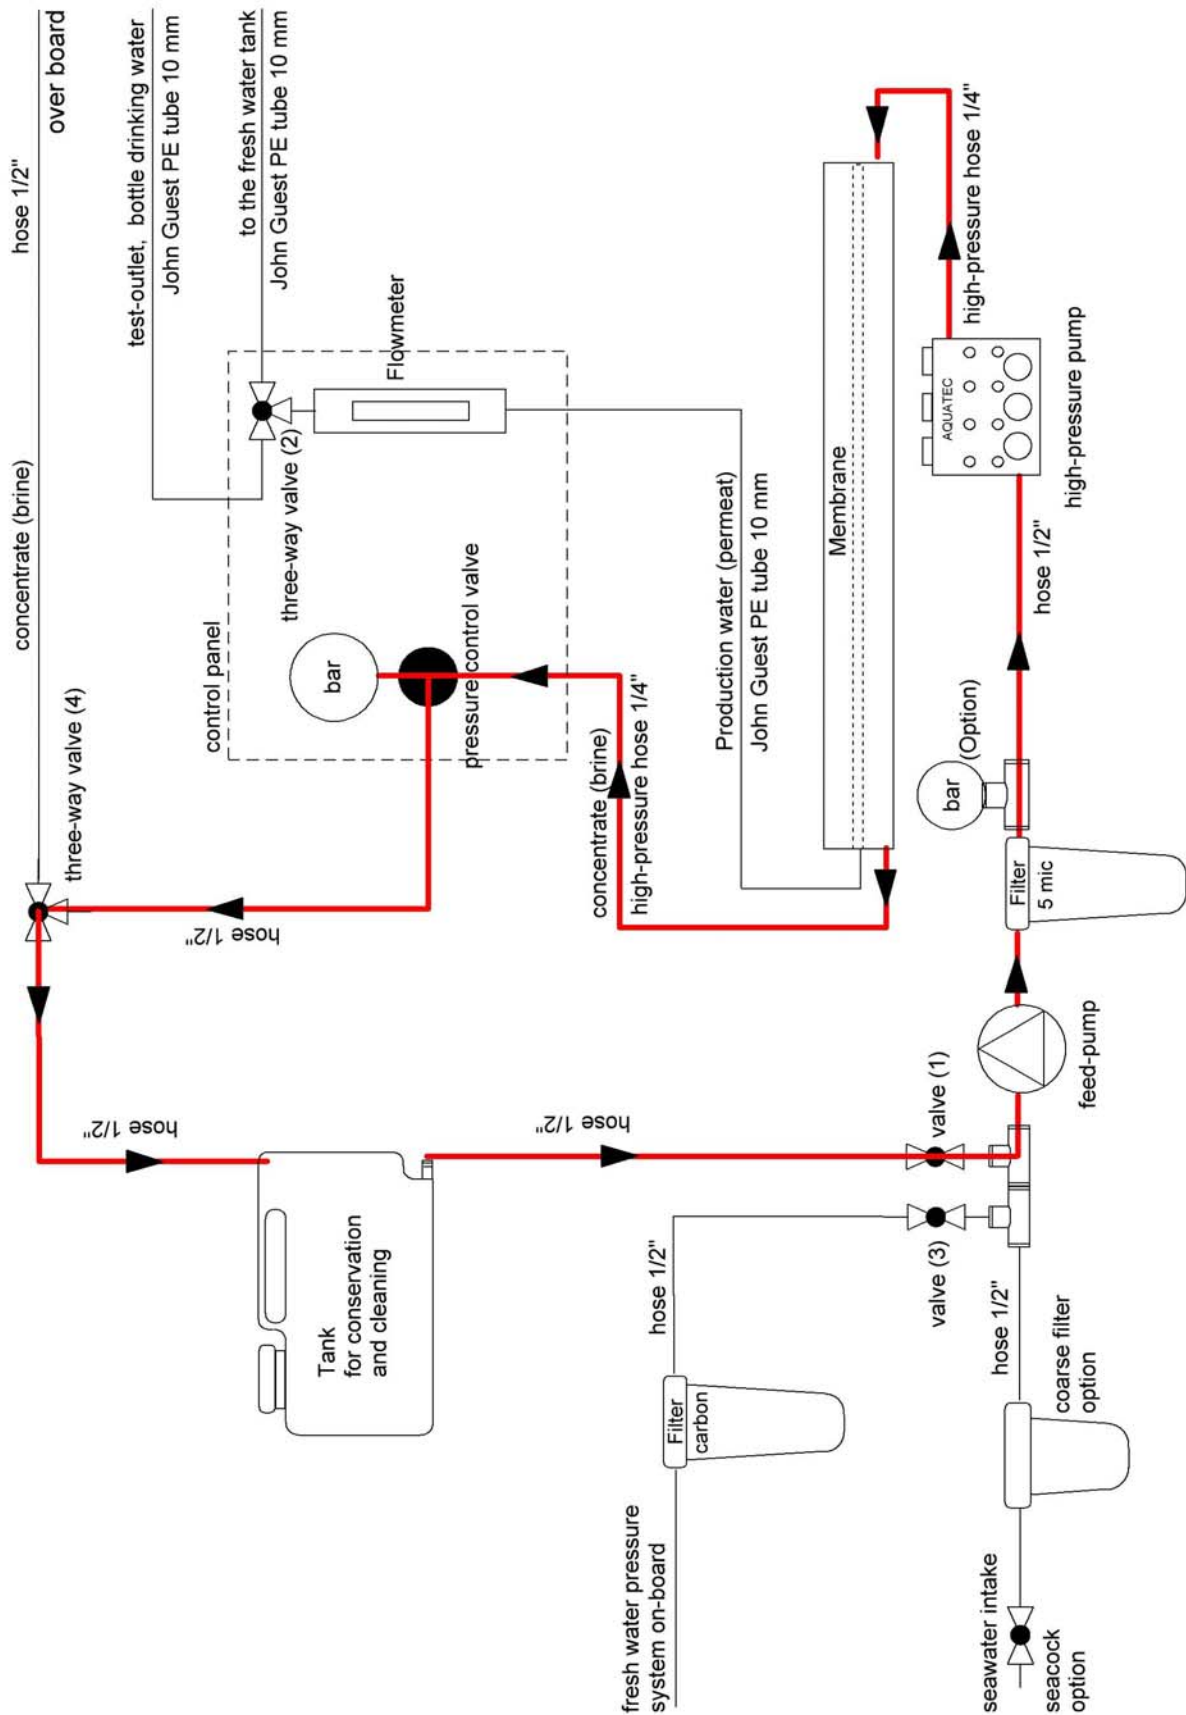 concentrate (brine)
hose 1/2"
over board
three-way valve (4)
test-outlet, bottle drinking water
John Guest PE tube 10 mm
to the fresh water tank
John Guest PE tube 10 mm
control panel
three-way valve (2)
Flowmeter
bar
pressure control valve
hose 1/2"
hose 1/2"
Tank
for conservation
and cleaning
hose 1/2"
concentrate (brine)
high-pressure hose 1/4"
Production water (permeat)
John Guest PE tube 10 mm
Membrane
high-pressure hose 1/4"
AQUATEC
high-pressure pump
hose 1/2"
bar
(Option)
Filter
5 mic
feed-pump
valve (1)
valve (3)
hose 1/2"
Filter
carbon
fresh water pressure
system on-board
hose 1/2"
coarse filter
option
seawater intake
seacock
option